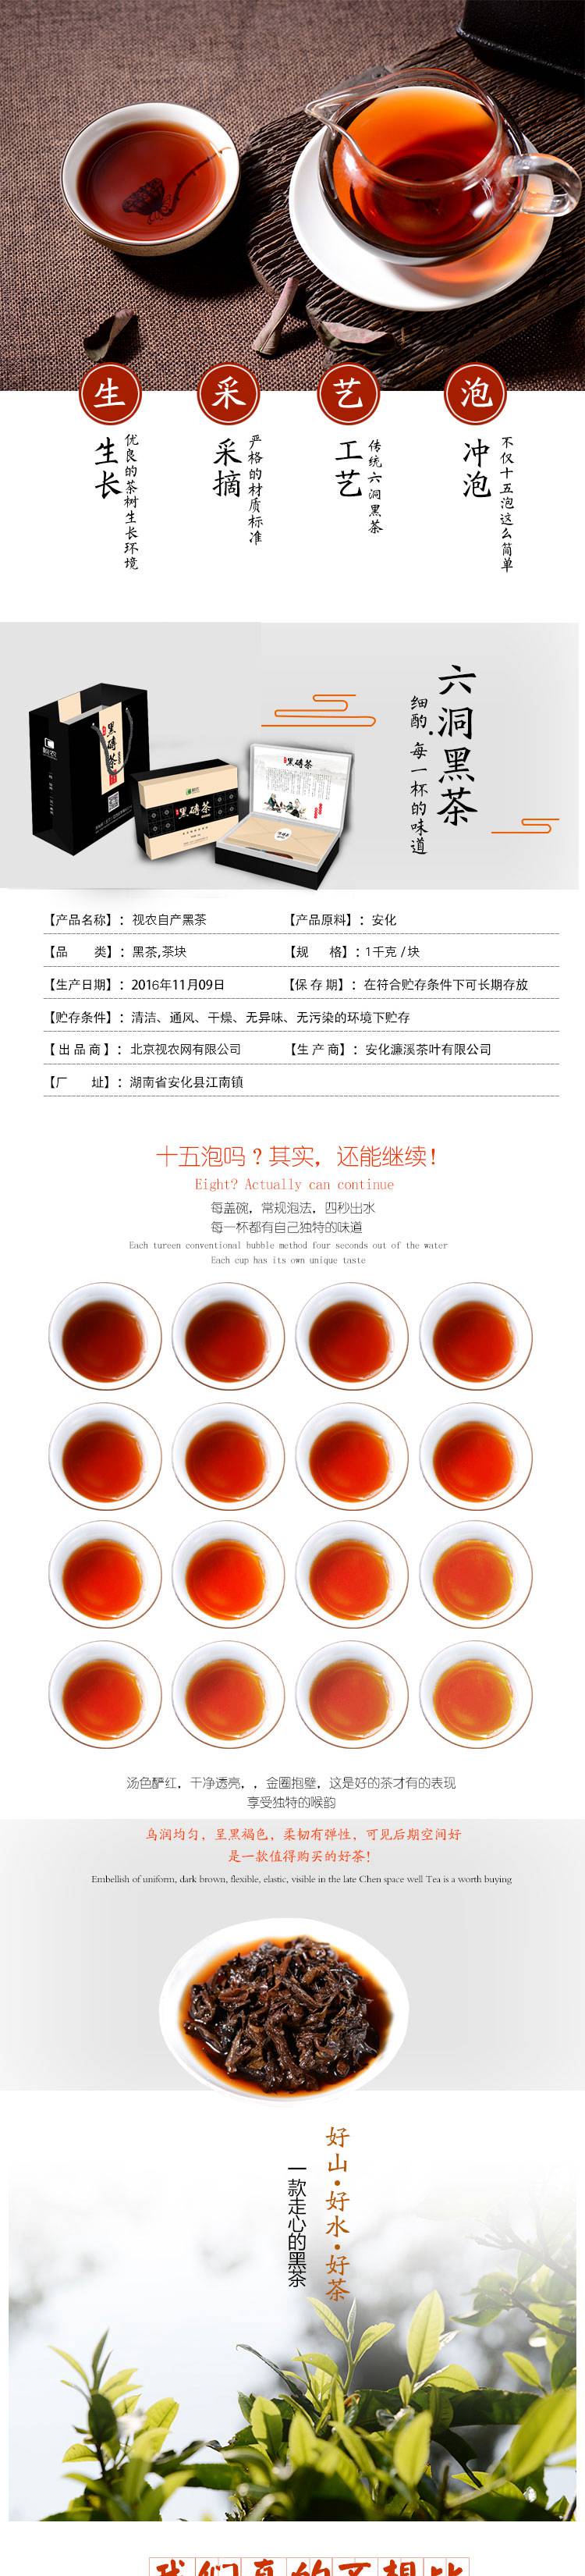 生
采
艺
泡
生长
优良的茶树生长环境
采摘
严格的材质标准
工艺
传统六洞黑茶
冲泡
不仅十五泡这么简单
六洞黑茶
细酌·每一杯的味道
黑砖茶
黑砖茶
【产品名称】：视农自产黑茶
【产品原料】：安化
【品 类】：黑茶,茶块
【规 格】：1千克 / 块
【生产日期】：2016年11月09日
【保 存 期】：在符合贮存条件下可长期存放
【贮存条件】：清洁、通风、干燥、无异味、无污染的环境下贮存
【 出 品 商 】：北京视农网有限公司
【生 产 商】：安化濂溪茶叶有限公司
【厂 址】：湖南省安化县江南镇
十五泡吗？其实，还能继续！
Eight? Actually can continue
每盖碗，常规泡法，四秒出水
每一杯都有自己独特的味道
Each tureen conventional bubble method four seconds out of the water
Each cup has its own unique taste
汤色酽红，干净透亮，，金圈抱壁，这是好的茶才有的表现
享受独特的喉韵
乌润均匀，呈黑褐色，柔韧有弹性，可见后期空间好
是一款值得购买的好茶！
Embellish of uniform, dark brown, flexible, elastic, visible in the late Chen space well Tea is a worth buying
好山·好水·好茶
一款走心的黑茶